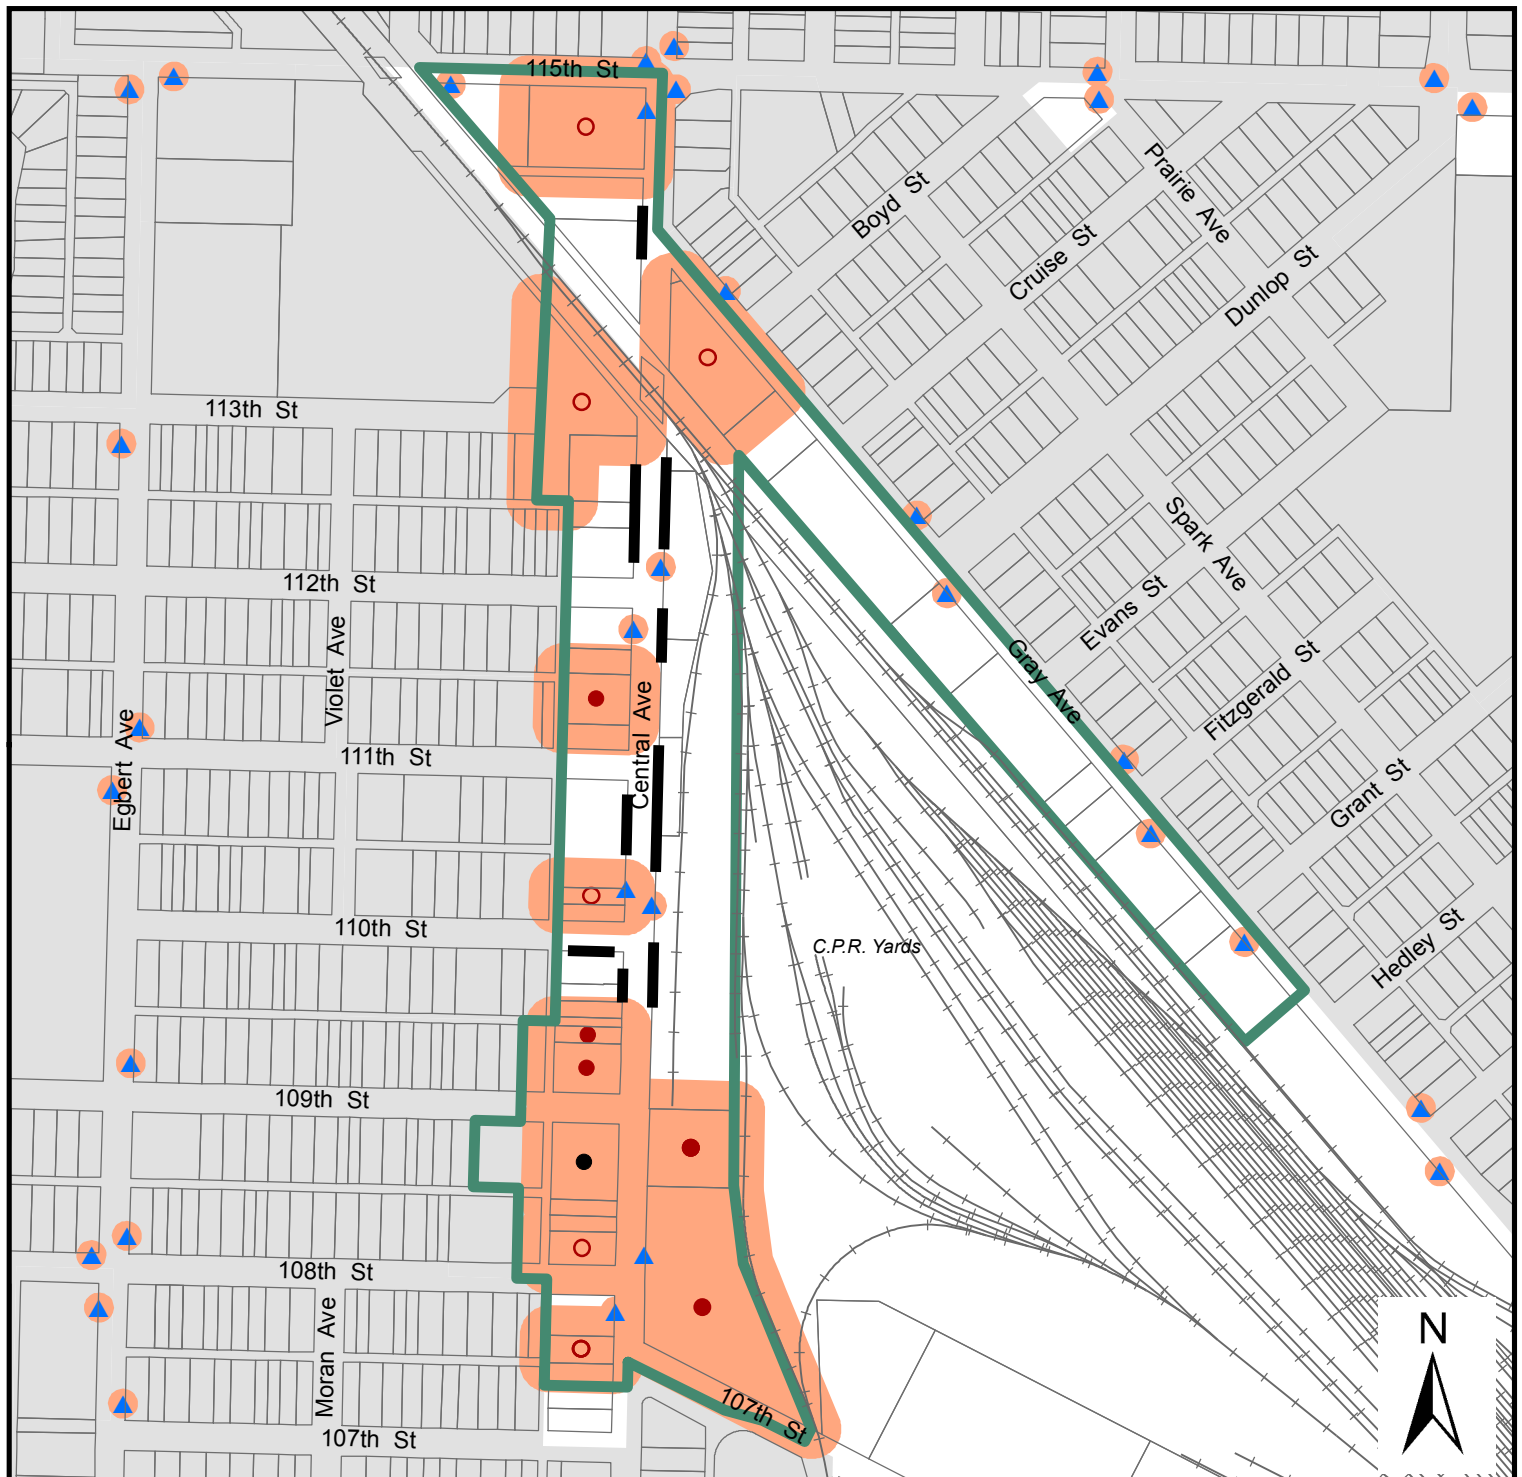 115th St
Boyd St
Prairie Ave
Cruise St
Dunlop St
113th St
Spark Ave
112th St
Evans St
Violet Ave
Gray Ave
Fitzgerald St
Central Ave
Egbert Ave
111th St
Grant St
110th St
C.P.R. Yards
Hedley St
109th St
108th St
Moran Ave
N
107th St
107th St